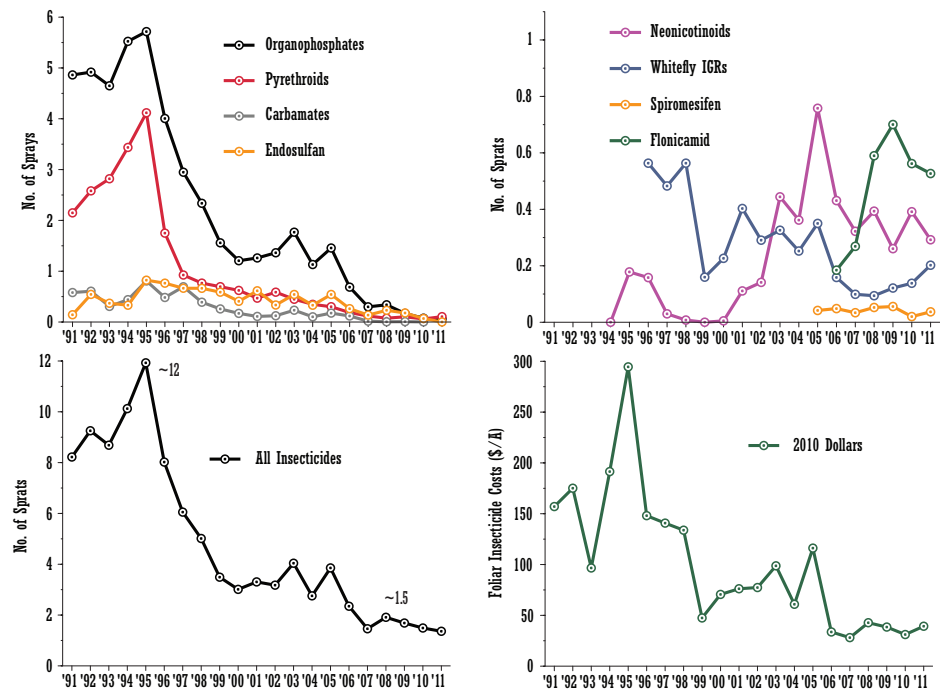 No. of Sprays
6
5
4
3
2
1
0
Organophosphates
Pyrethroids
Carbamates
Endosulfan
'91 '92 '93 '94 '95 '96 '97 '98 '99 '00 '01 '02 '03 '04 '05 '06 '07 '08 '09 '10 '11
No. of Sprats
1
0.8
0.6
0.4
0.2
0
Neonicotinoids
Whitefly IGRs
Spiromesifen
Flonicamid
'91 '92 '93 '94 '95 '96 '97 '98 '99 '00 '01 '02 '03 '04 '05 '06 '07 '08 '09 '10 '11
No. of Sprats
12
10
8
6
4
2
0
~12
All Insecticides
~1.5
'91 '92 '93 '94 '95 '96 '97 '98 '99 '00 '01 '02 '03 '04 '05 '06 '07 '08 '09 '10 '11
Foliar Insecticide Costs ($/A)
300
250
200
150
100
50
0
2010 Dollars
'91 '92 '93 '94 '95 '96 '97 '98 '99 '00 '01 '02 '03 '04 '05 '06 '07 '08 '09 '10 '11